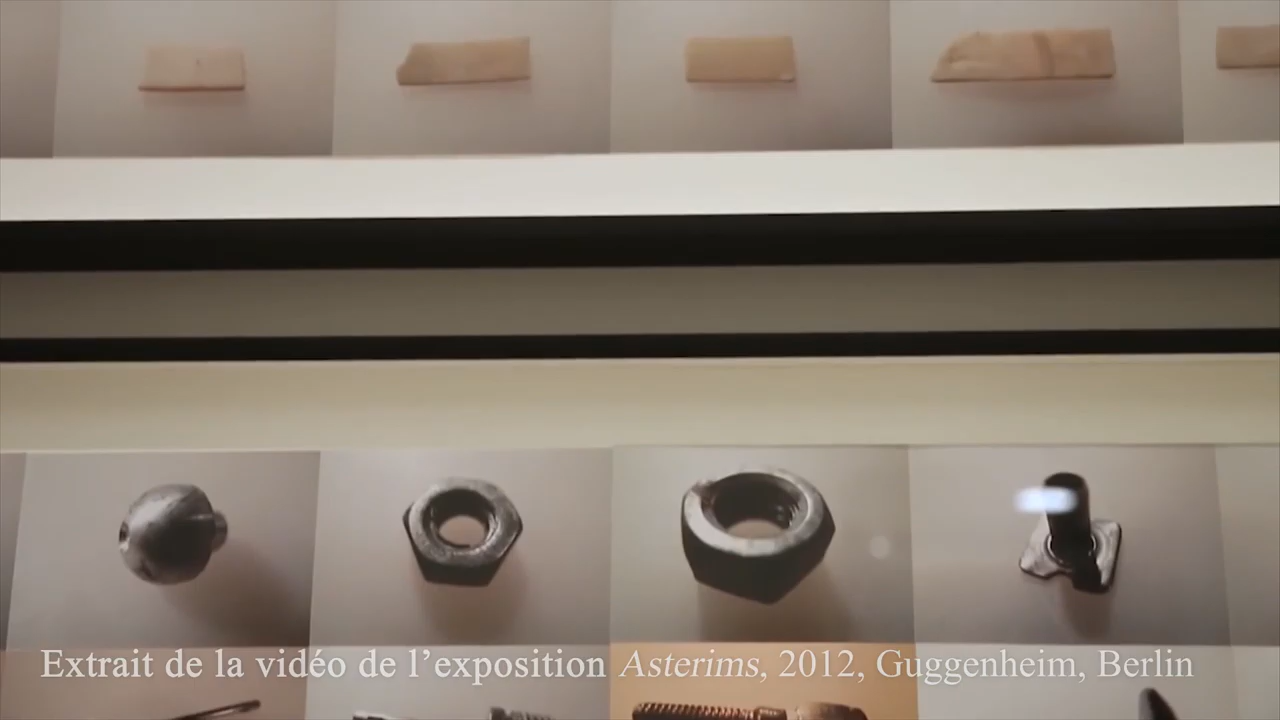 Extrait de la vidéo de l’exposition Asterims, 2012, Guggenheim, Berlin